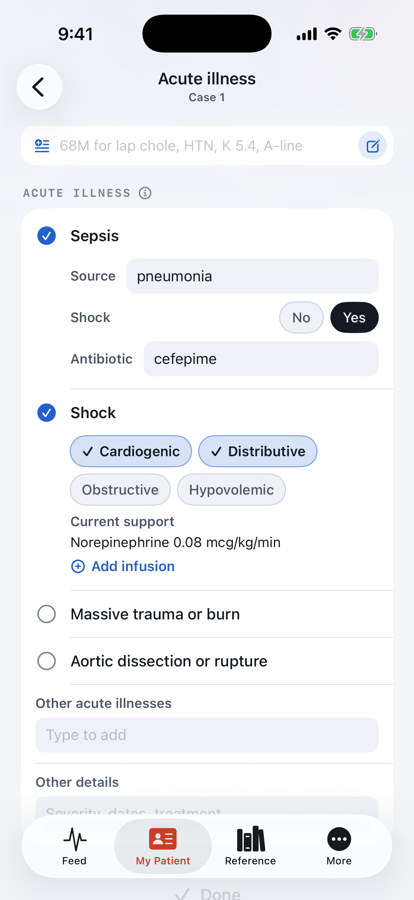 9:41
Acute illness
Case 1
68M for lap chole, HTN, K 5.4, A-line
ACUTE ILLNESS
Sepsis
Source pneumonia
Shock No Yes
Antibiotic cefepime
Shock
Cardiogenic Distributive
Obstructive Hypovolemic
Current support
Norepinephrine 0.08 mcg/kg/min
Add infusion
Massive trauma or burn
Aortic dissection or rupture
Other acute illnesses
Type to add
Other details
Severity, dates, treatment
Feed My Patient Reference More
Done